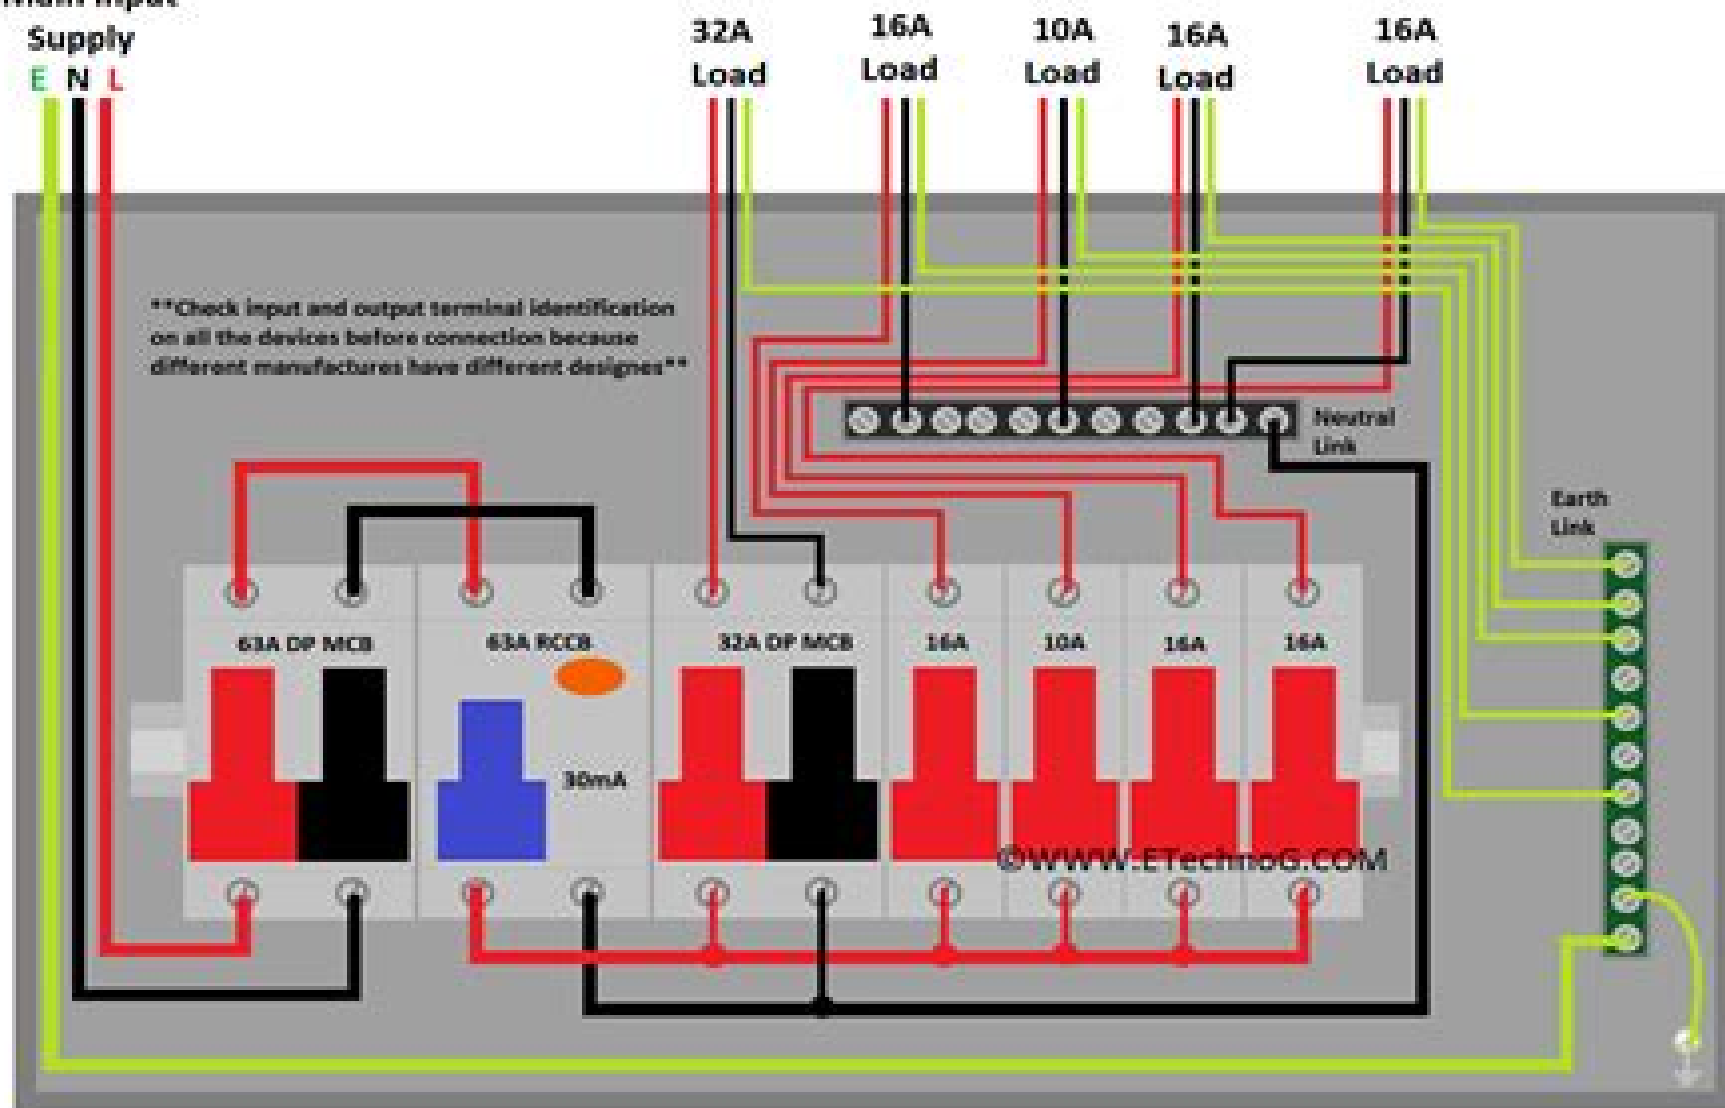 Main Input
Supply
E N L
32A
Load
16A
Load
10A
Load
16A
Load
16A
Load
**Check input and output terminal identification
on all the devices before connection because
different manufactures have different designes**
Neutral
Link
Earth
Link
63A DP MCB
63A RCCB
32A DP MCB
16A
10A
16A
16A
30mA
©WWW.ETechnoG.COM